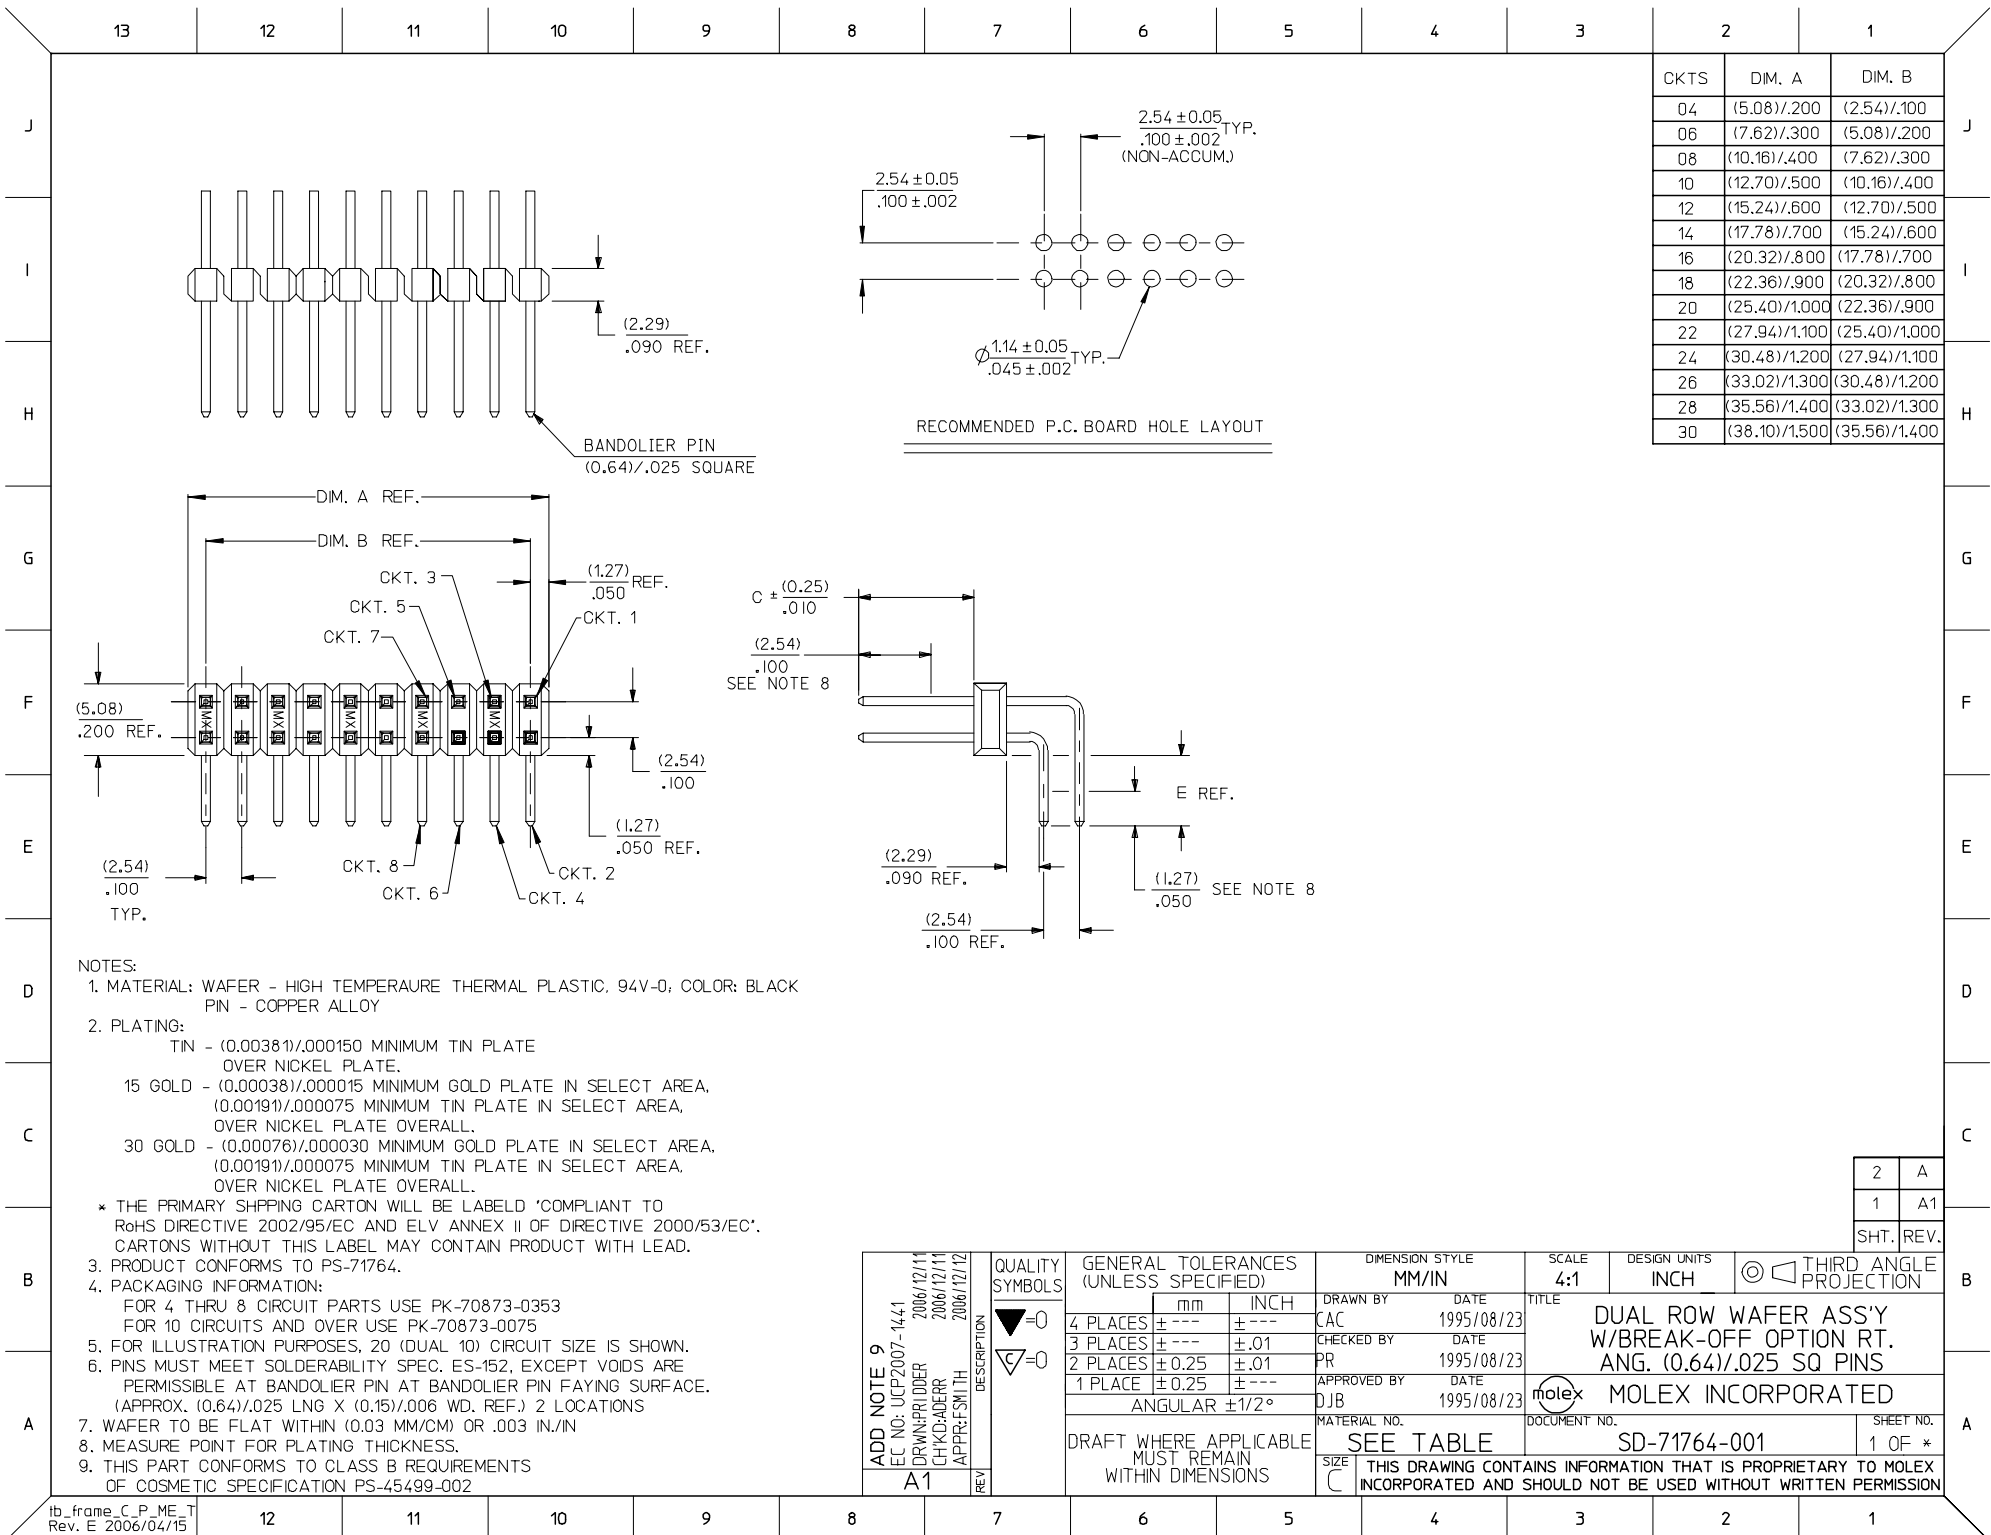 13 12 11 10 9 8 7 6 5 4 3 2 1
J
I
H
G
F
E
D
C
B
A
CKTS DIM. A DIM. B
04 (5.08)/.200 (2.54)/.100
06 (7.62)/.300 (5.08)/.200
08 (10.16)/.400 (7.62)/.300
10 (12.70)/.500 (10.16)/.400
12 (15.24)/.600 (12.70)/.500
14 (17.78)/.700 (15.24)/.600
16 (20.32)/.800 (17.78)/.700
18 (22.36)/.900 (20.32)/.800
20 (25.40)/1.000 (22.36)/.900
22 (27.94)/1.100 (25.40)/1.000
24 (30.48)/1.200 (27.94)/1.100
26 (33.02)/1.300 (30.48)/1.200
28 (35.56)/1.400 (33.02)/1.300
30 (38.10)/1.500 (35.56)/1.400
2.54 ±0.05
.100 ±.002
TYP.
(NON-ACCUM.)
2.54 ±0.05
.100 ±.002
Ø 1.14 ±0.05
.045 ±.002
TYP.
RECOMMENDED P.C. BOARD HOLE LAYOUT
(2.29)
.090 REF.
BANDOLIER PIN
(0.64)/.025 SQUARE
DIM. A REF.
DIM. B REF.
(1.27)
.050
REF.
CKT. 3
CKT. 5
CKT. 7
CKT. 1
MX MX MX MX
(5.08)
.200 REF.
(2.54)
.100
(1.27)
.050 REF.
CKT. 8
CKT. 6
CKT. 2
CKT. 4
(2.54)
.100
TYP.
C ± (0.25)
.010
(2.54)
.100
SEE NOTE 8
E REF.
(2.29)
.090 REF.
(1.27)
.050
SEE NOTE 8
(2.54)
.100 REF.
NOTES:
1. MATERIAL: WAFER - HIGH TEMPERAURE THERMAL PLASTIC, 94V-0; COLOR: BLACK
PIN - COPPER ALLOY
2. PLATING:
TIN - (0.00381)/.000150 MINIMUM TIN PLATE
OVER NICKEL PLATE.
15 GOLD - (0.00038)/.000015 MINIMUM GOLD PLATE IN SELECT AREA,
(0.00191)/.000075 MINIMUM TIN PLATE IN SELECT AREA,
OVER NICKEL PLATE OVERALL.
30 GOLD - (0.00076)/.000030 MINIMUM GOLD PLATE IN SELECT AREA,
(0.00191)/.000075 MINIMUM TIN PLATE IN SELECT AREA,
OVER NICKEL PLATE OVERALL.
* THE PRIMARY SHPPING CARTON WILL BE LABELD "COMPLIANT TO
RoHS DIRECTIVE 2002/95/EC AND ELV ANNEX II OF DIRECTIVE 2000/53/EC".
CARTONS WITHOUT THIS LABEL MAY CONTAIN PRODUCT WITH LEAD.
3. PRODUCT CONFORMS TO PS-71764.
4. PACKAGING INFORMATION:
FOR 4 THRU 8 CIRCUIT PARTS USE PK-70873-0353
FOR 10 CIRCUITS AND OVER USE PK-70873-0075
5. FOR ILLUSTRATION PURPOSES, 20 (DUAL 10) CIRCUIT SIZE IS SHOWN.
6. PINS MUST MEET SOLDERABILITY SPEC. ES-152, EXCEPT VOIDS ARE
PERMISSIBLE AT BANDOLIER PIN AT BANDOLIER PIN FAYING SURFACE.
(APPROX. (0.64)/.025 LNG X (0.15)/.006 WD. REF.) 2 LOCATIONS
7. WAFER TO BE FLAT WITHIN (0.03 MM/CM) OR .003 IN./IN
8. MEASURE POINT FOR PLATING THICKNESS.
9. THIS PART CONFORMS TO CLASS B REQUIREMENTS
OF COSMETIC SPECIFICATION PS-45499-002
2 A
1 A1
SHT. REV.
ADD NOTE 9
EC NO: UCP2007-1441
DRWN:PRIDDER 2006/12/11
CH'KD:ADERR 2006/12/11
APPR:FSMITH 2006/12/12
DESCRIPTION
A1
REV
QUALITY
SYMBOLS
=0
C =0
GENERAL TOLERANCES
(UNLESS SPECIFIED)
mm INCH
4 PLACES ± --- ± ---
3 PLACES ± --- ± .01
2 PLACES ± 0.25 ± .01
1 PLACE ± 0.25 ± ---
ANGULAR ±1/2°
DRAFT WHERE APPLICABLE
MUST REMAIN
WITHIN DIMENSIONS
DIMENSION STYLE
MM/IN
SCALE
4:1
DESIGN UNITS
INCH
THIRD ANGLE
PROJECTION
DRAWN BY DATE
CAC 1995/08/23
CHECKED BY DATE
PR 1995/08/23
APPROVED BY DATE
DJB 1995/08/23
TITLE
DUAL ROW WAFER ASS'Y
W/BREAK-OFF OPTION RT.
ANG. (0.64)/.025 SQ PINS
molex MOLEX INCORPORATED
MATERIAL NO.
SEE TABLE
DOCUMENT NO.
SD-71764-001
SHEET NO.
1 OF *
SIZE
C
THIS DRAWING CONTAINS INFORMATION THAT IS PROPRIETARY TO MOLEX
INCORPORATED AND SHOULD NOT BE USED WITHOUT WRITTEN PERMISSION
J
I
H
G
F
E
D
C
B
A
tb_frame_C_P_ME_T
Rev. E 2006/04/15
12 11 10 9 8 7 6 5 4 3 2 1